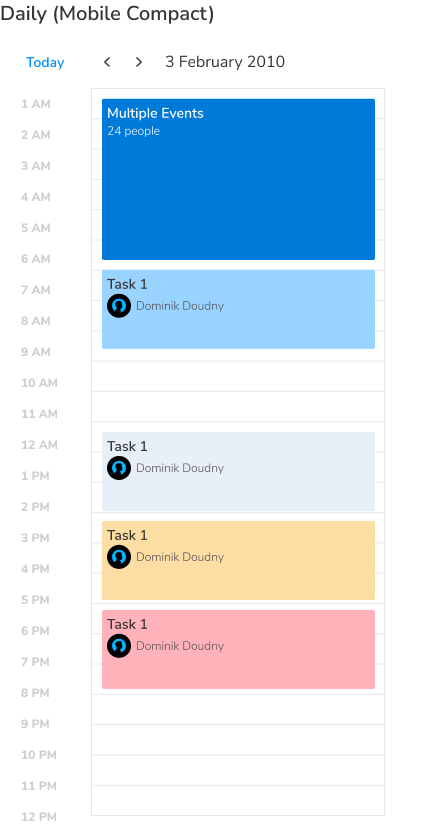 Daily (Mobile Compact)
Today
3 February 2010
1 AM
Multiple Events
24 people
2 AM
3 AM
4 AM
5 AM
6 AM
Task 1
7 AM
Dominik Doudny
8 AM
9 AM
10 AM
11 AM
12 AM
Task 1
Dominik Doudny
1 PM
2 PM
3 PM
Task 1
Dominik Doudny
4 PM
5 PM
Task 1
6 PM
Dominik Doudny
7 PM
8 PM
9 PM
10 PM
11 PM
12 PM